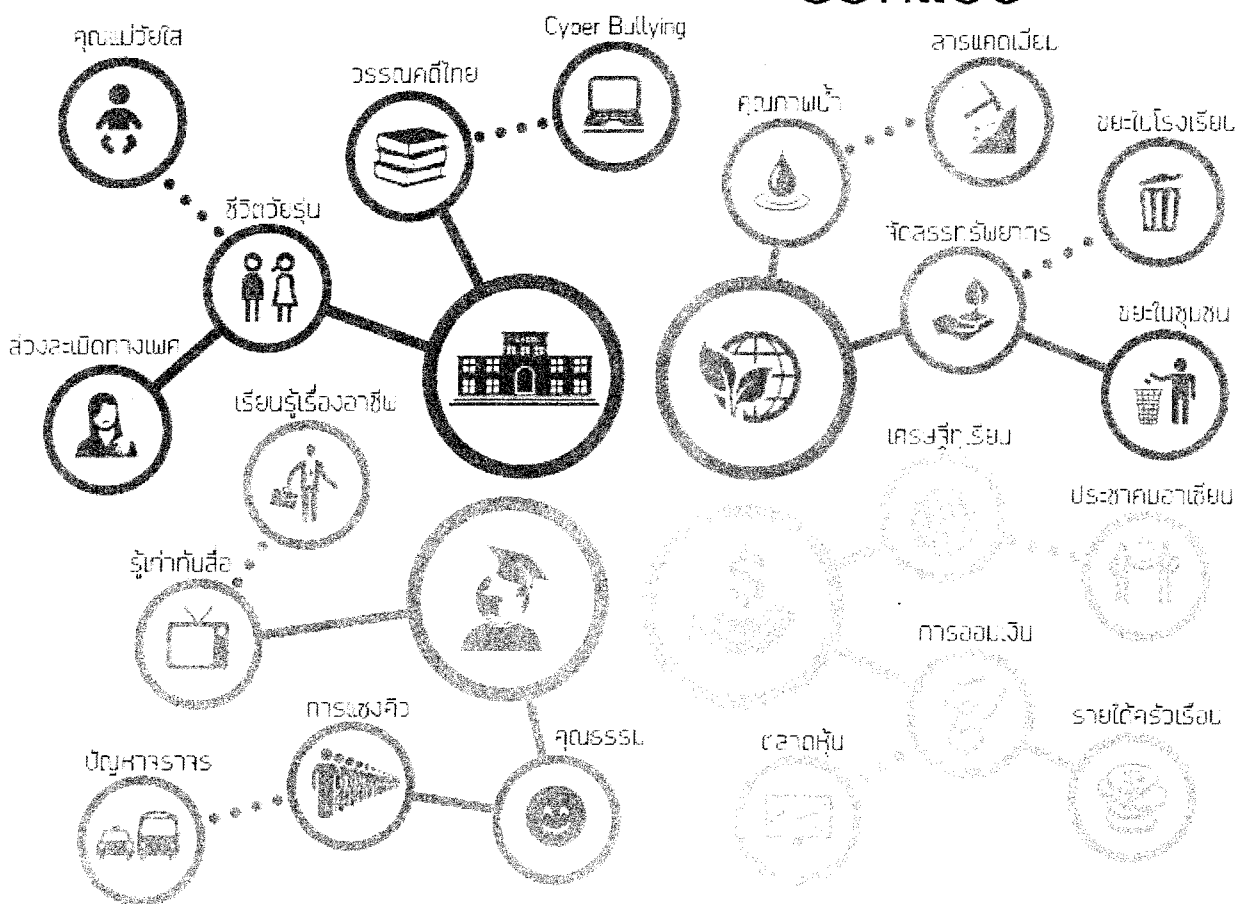 คุณแม่วัยใส
วรรณคดีไทย
Cyber Bullying
คุณภาพน้ำ
สารแคดเมียม
ขยะในโรงเรียน
ชีวิตวัยรุ่น
จัดสรรทรัพยากร
ขยะในชุมชน
ล่วงละเมิดทางเพศ
เรียนรู้เรื่องอาชีพ
เศรษฐีทุเรียน
ประชาคมอาเซียน
รู้เท่าทันสื่อ
การออมเงิน
การแซงคิว
คุณธรรม
ตลาดหุ้น
รายได้ครัวเรือน
ปัญหาจราจร